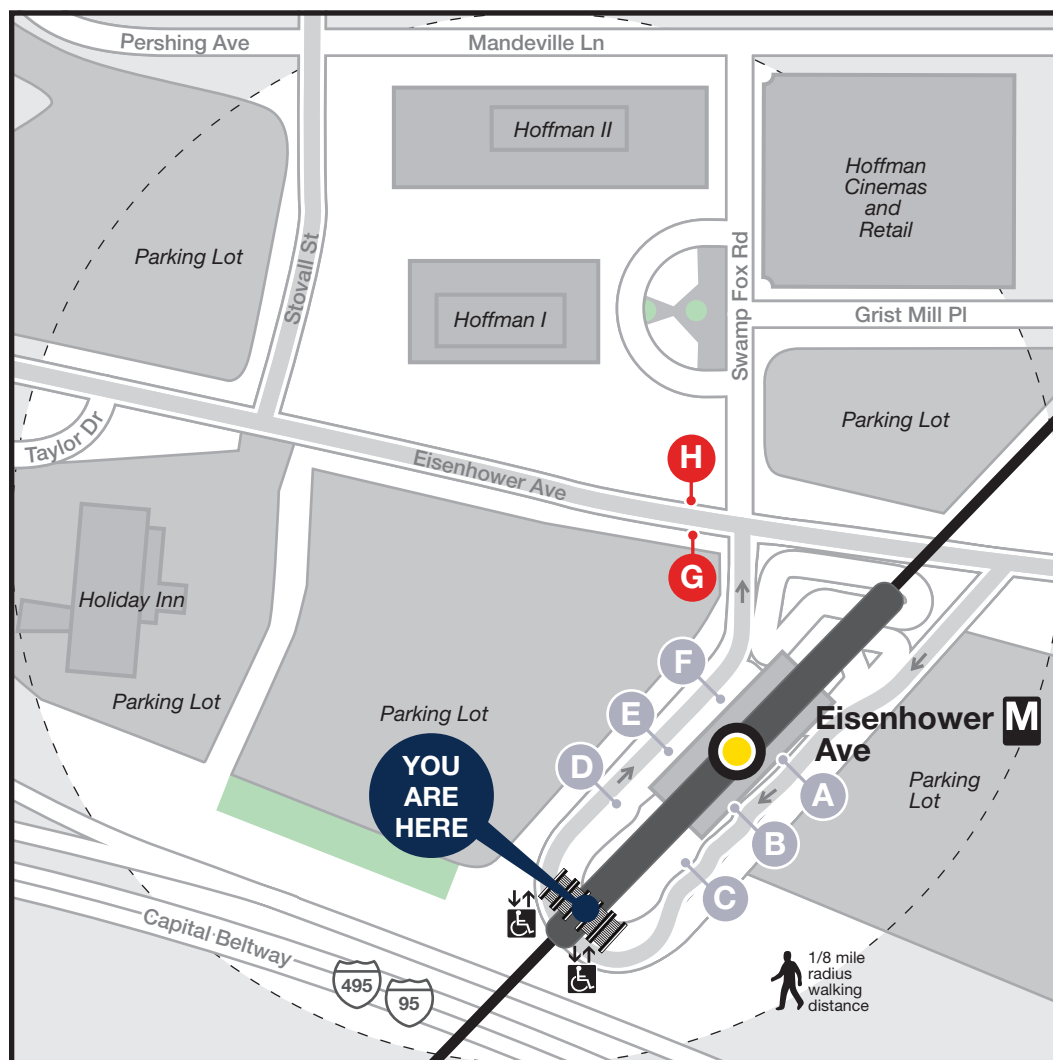 Pershing Ave
Mandeville Ln
Hoffman II
Hoffman
Cinemas
and
Retail
Parking Lot
Stovall St
Swamp Fox Rd
Hoffman I
Grist Mill Pl
Parking Lot
Taylor Dr
Eisenhower Ave
H
G
Holiday Inn
Parking Lot
Parking Lot
F
E
D
Eisenhower
Ave
M
A
B
C
Parking
Lot
YOU
ARE
HERE
Capital Beltway
495
95
1/8 mile
radius
walking
distance